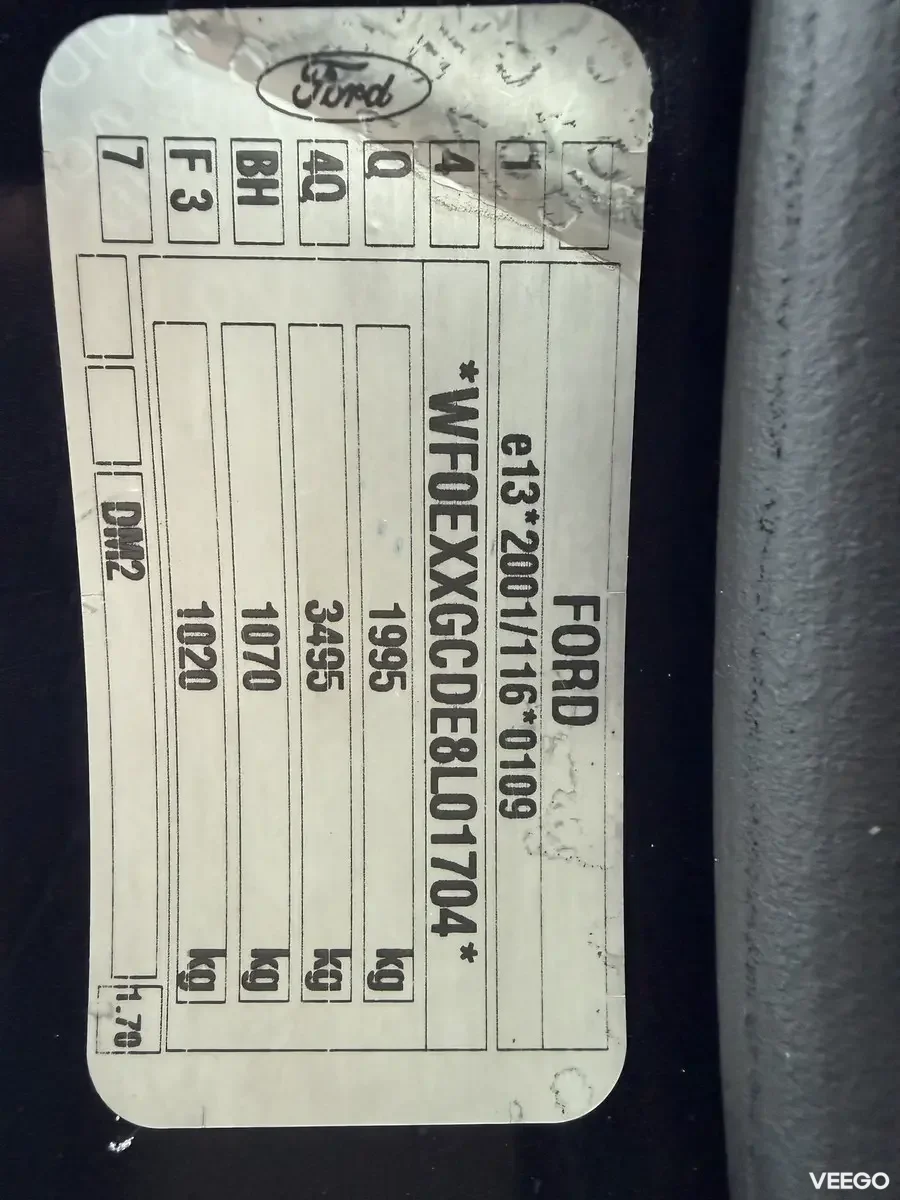 Ford
FORD
e13*2001/116*0109
*WF0EXXGCDE8L01704*
1995 kg
3495 kg
1070 kg
1020 kg
DM2
1.70
1
4
Q
4Q
BH
F 3
7
VEEGO